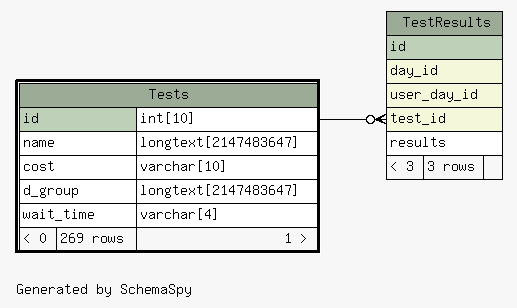 TestResults
id
day_id
user_day_id
test_id
results
< 3 3 rows
Tests
id int[10]
name longtext[2147483647]
cost varchar[10]
d_group longtext[2147483647]
wait_time varchar[4]
< 0 269 rows 1 >
Generated by SchemaSpy